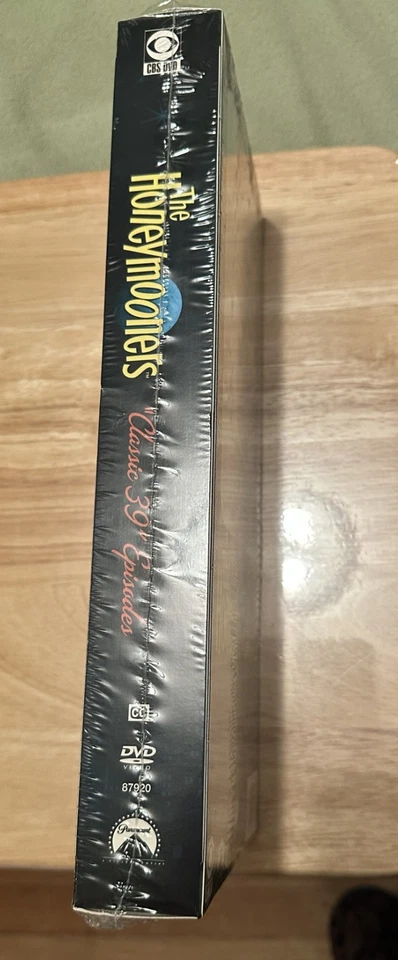 CBS DVD
The
Honeymooners
"Classic 39" Episodes
CC
DVD
VIDEO
87920
Paramount